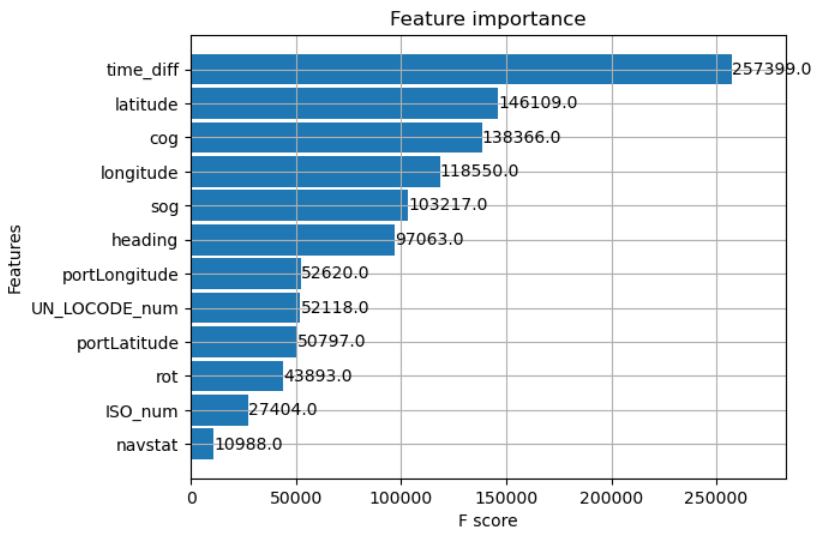 Feature importance
Features
time_diff 257399.0
latitude 146109.0
cog 138366.0
longitude 118550.0
sog 103217.0
heading 97063.0
portLongitude 52620.0
UN_LOCODE_num 52118.0
portLatitude 50797.0
rot 43893.0
ISO_num 27404.0
navstat 10988.0
0 50000 100000 150000 200000 250000
F score